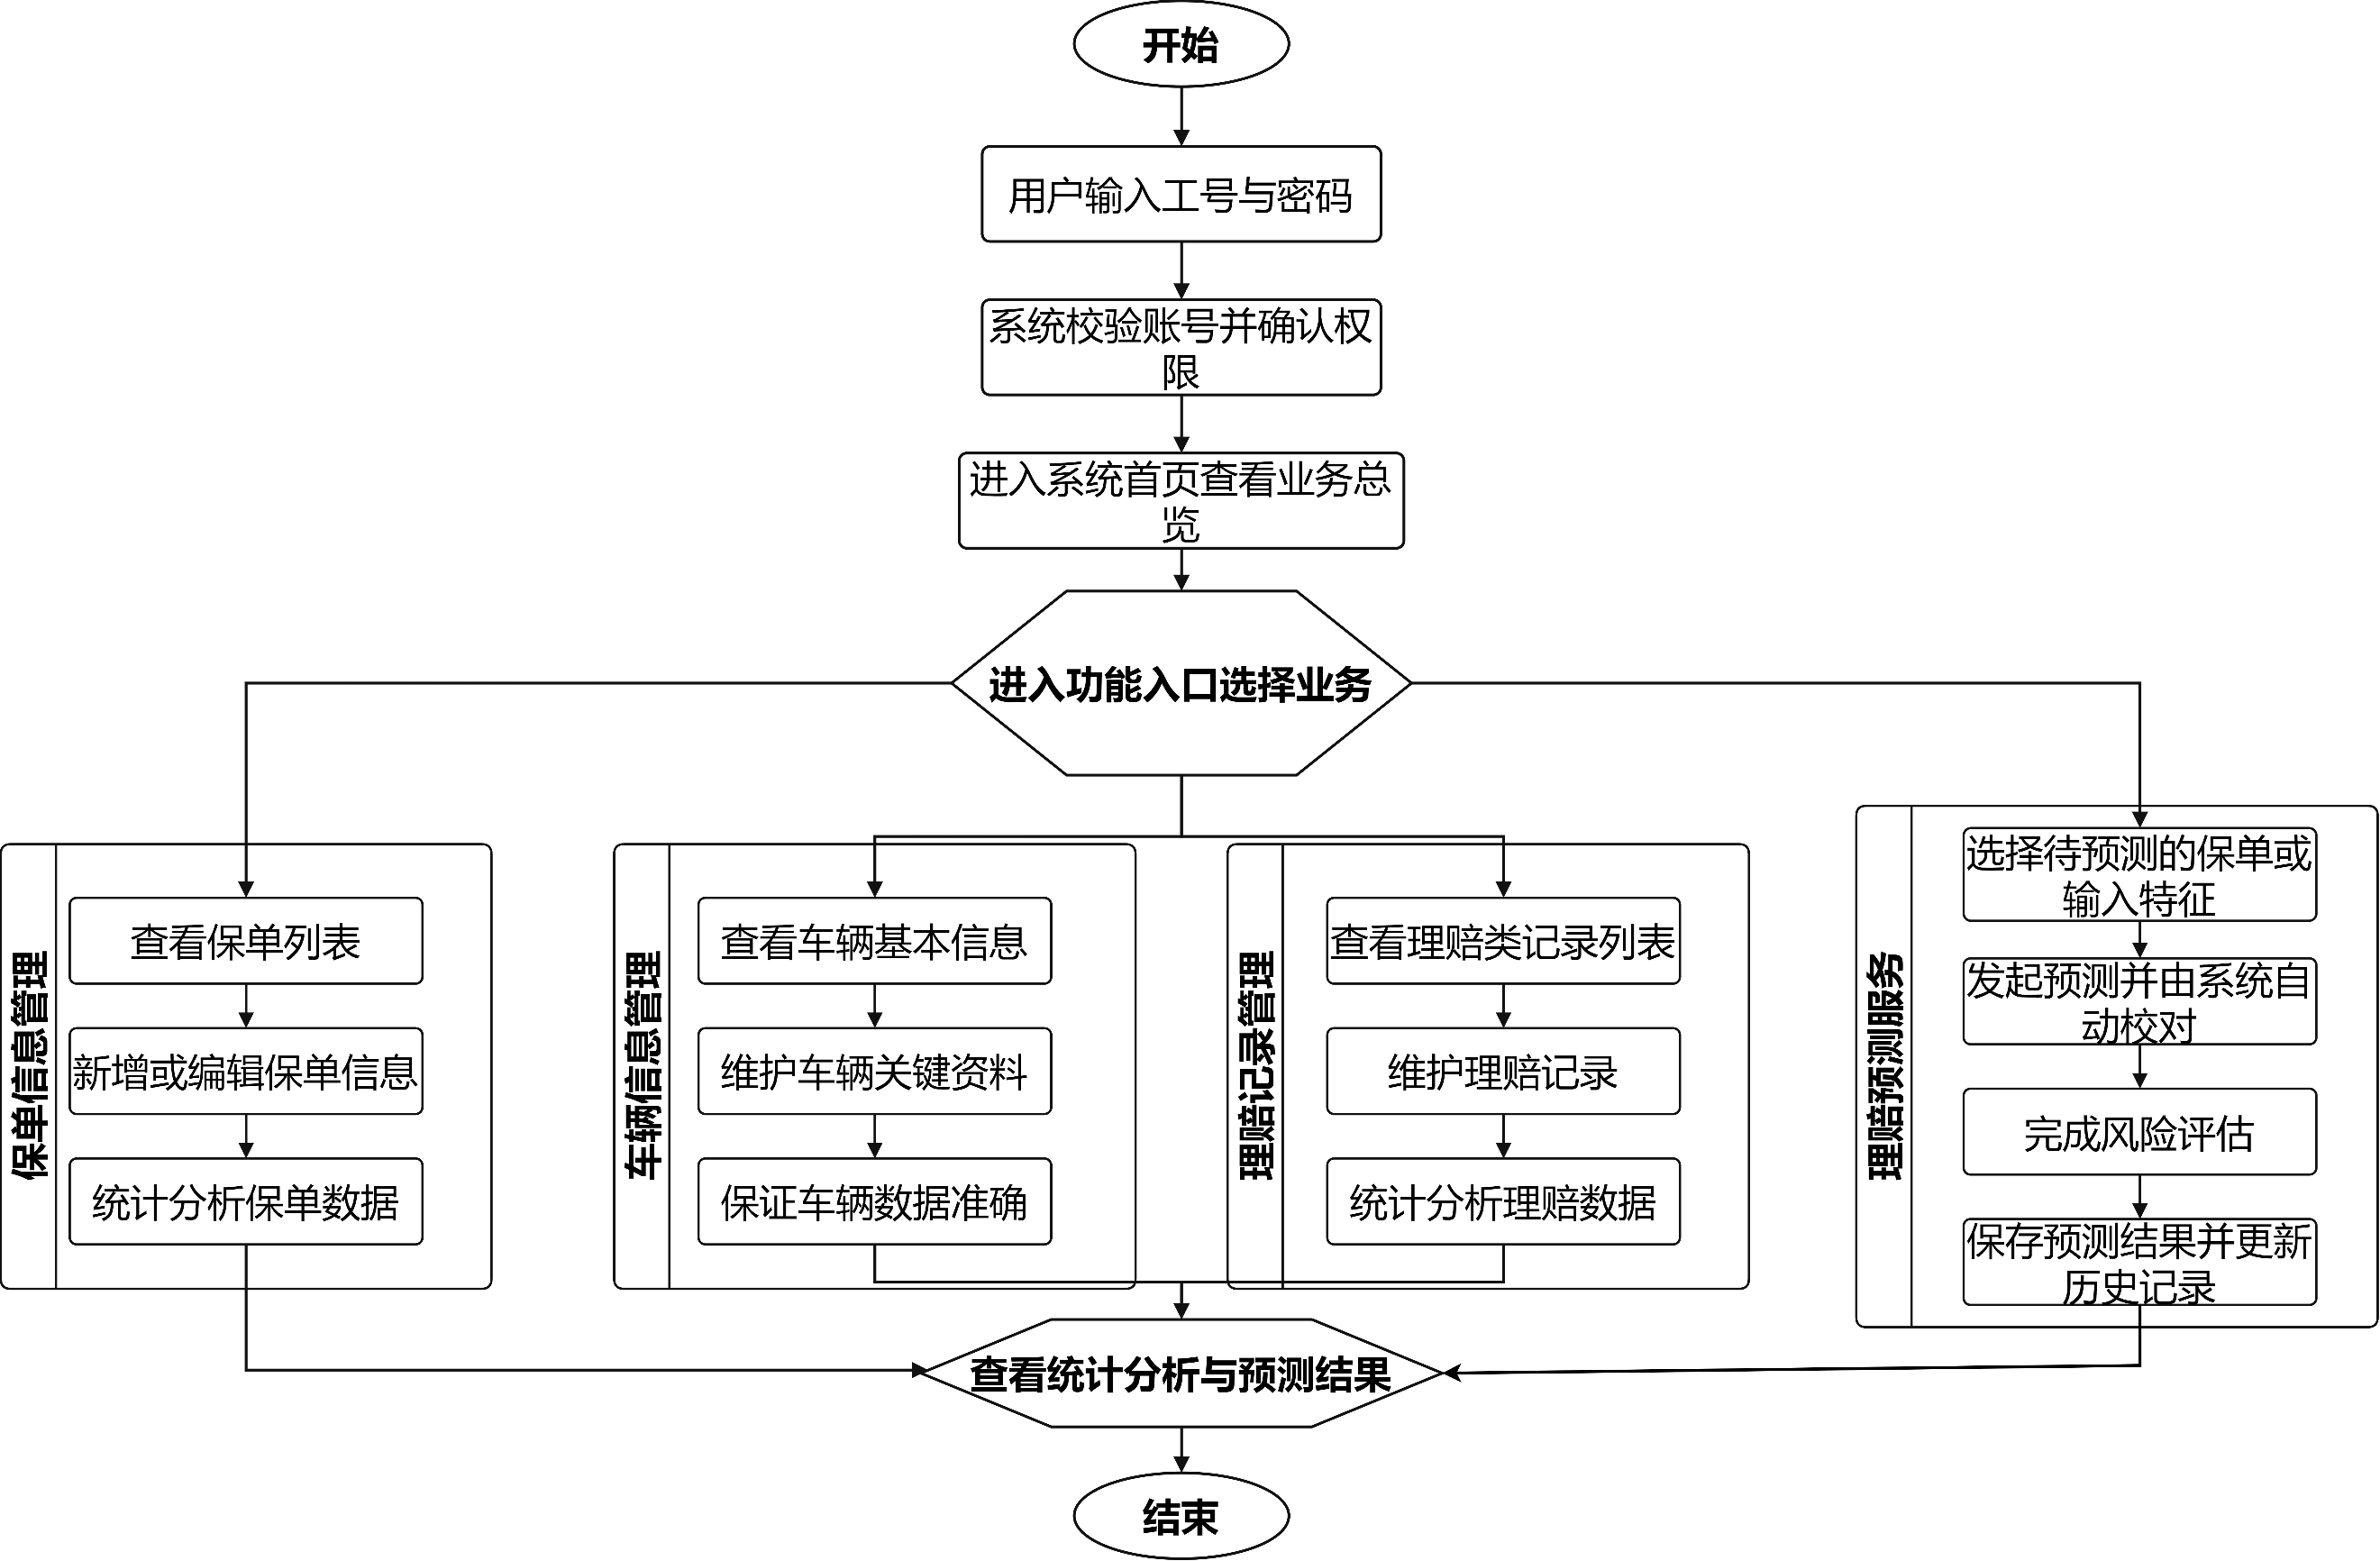 开始
用户输入工号与密码
系统校验账号并确认权
限
进入系统首页查看业务总
览
进入功能入口选择业务
保单信息管理
查看保单列表
新增或编辑保单信息
统计分析保单数据
车辆信息管理
查看车辆基本信息
维护车辆关键资料
保证车辆数据准确
理赔记录管理
查看理赔类记录列表
维护理赔记录
统计分析理赔数据
理赔预测服务
选择待预测的保单或
输入特征
发起预测并由系统自
动校对
完成风险评估
保存预测结果并更新
历史记录
查看统计分析与预测结果
结束